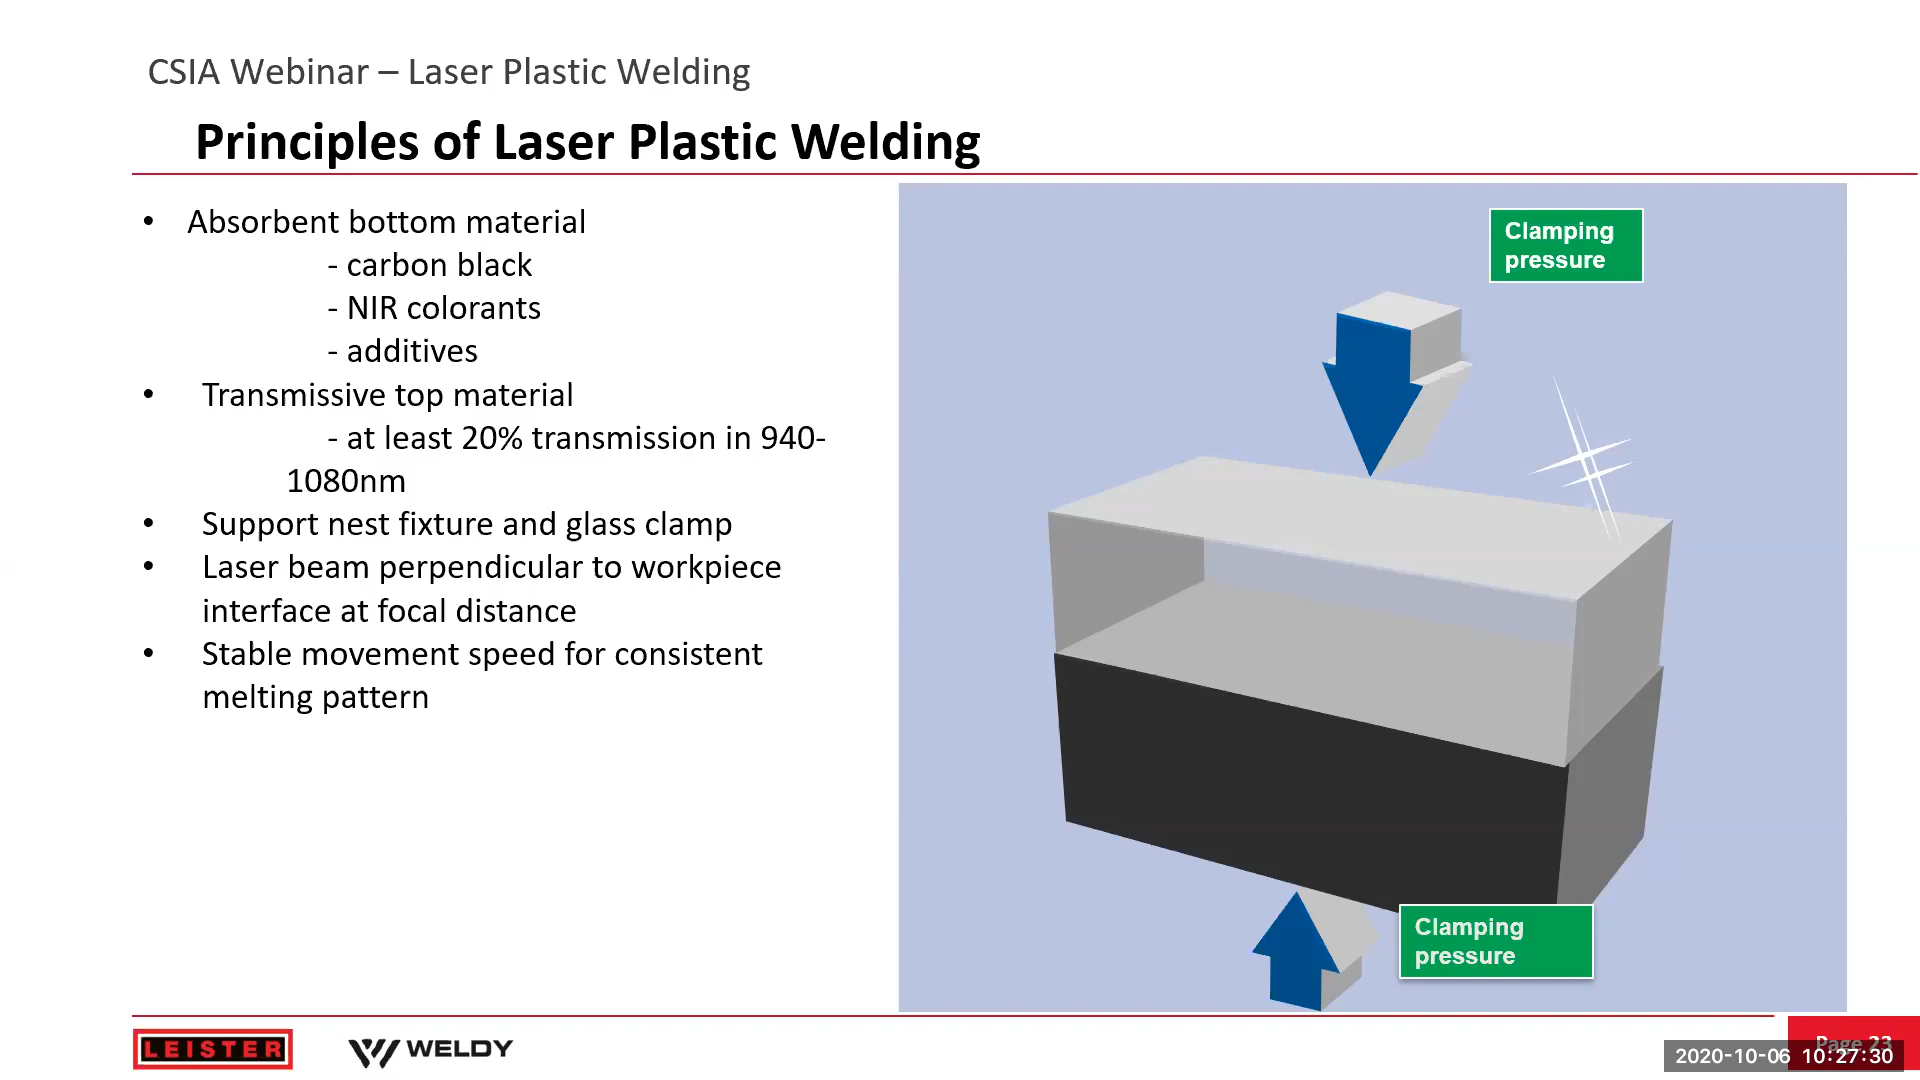 CSIA Webinar – Laser Plastic Welding
Principles of Laser Plastic Welding
• Absorbent bottom material
- carbon black
- NIR colorants
- additives
• Transmissive top material
- at least 20% transmission in 940-
1080nm
• Support nest fixture and glass clamp
• Laser beam perpendicular to workpiece
interface at focal distance
• Stable movement speed for consistent
melting pattern
Clamping
pressure
Clamping
pressure
LEISTER
WELDY
Page 23
2020-10-06 10:27:30